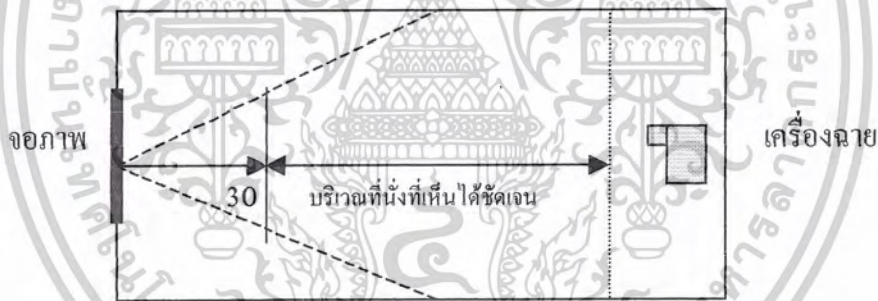 จอภาพ
30
บริเวณที่นั่งที่เห็นได้ชัดเจน
เครื่องฉาย